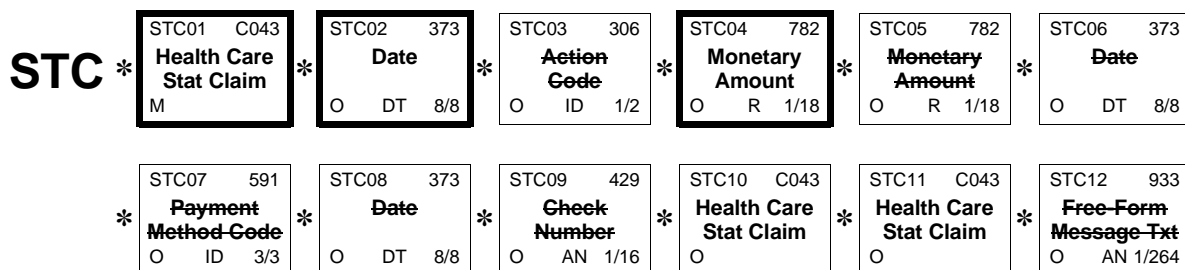 STC01 C043 STC02 373 STC03 306 STC04 782 STC05 782 STC06 373
STC * Health Care * Date * Action * Monetary * Monetary * Date
Stat Claim Code Amount Amount
M O DT 8/8 O ID 1/2 O R 1/18 O R 1/18 O DT 8/8
STC07 591 STC08 373 STC09 429 STC10 C043 STC11 C043 STC12 933
* Payment * Date * Check * Health Care * Health Care * Free-Form
Method Code Number Stat Claim Stat Claim Message Txt
O ID 3/3 O DT 8/8 O AN 1/16 O O O AN 1/264